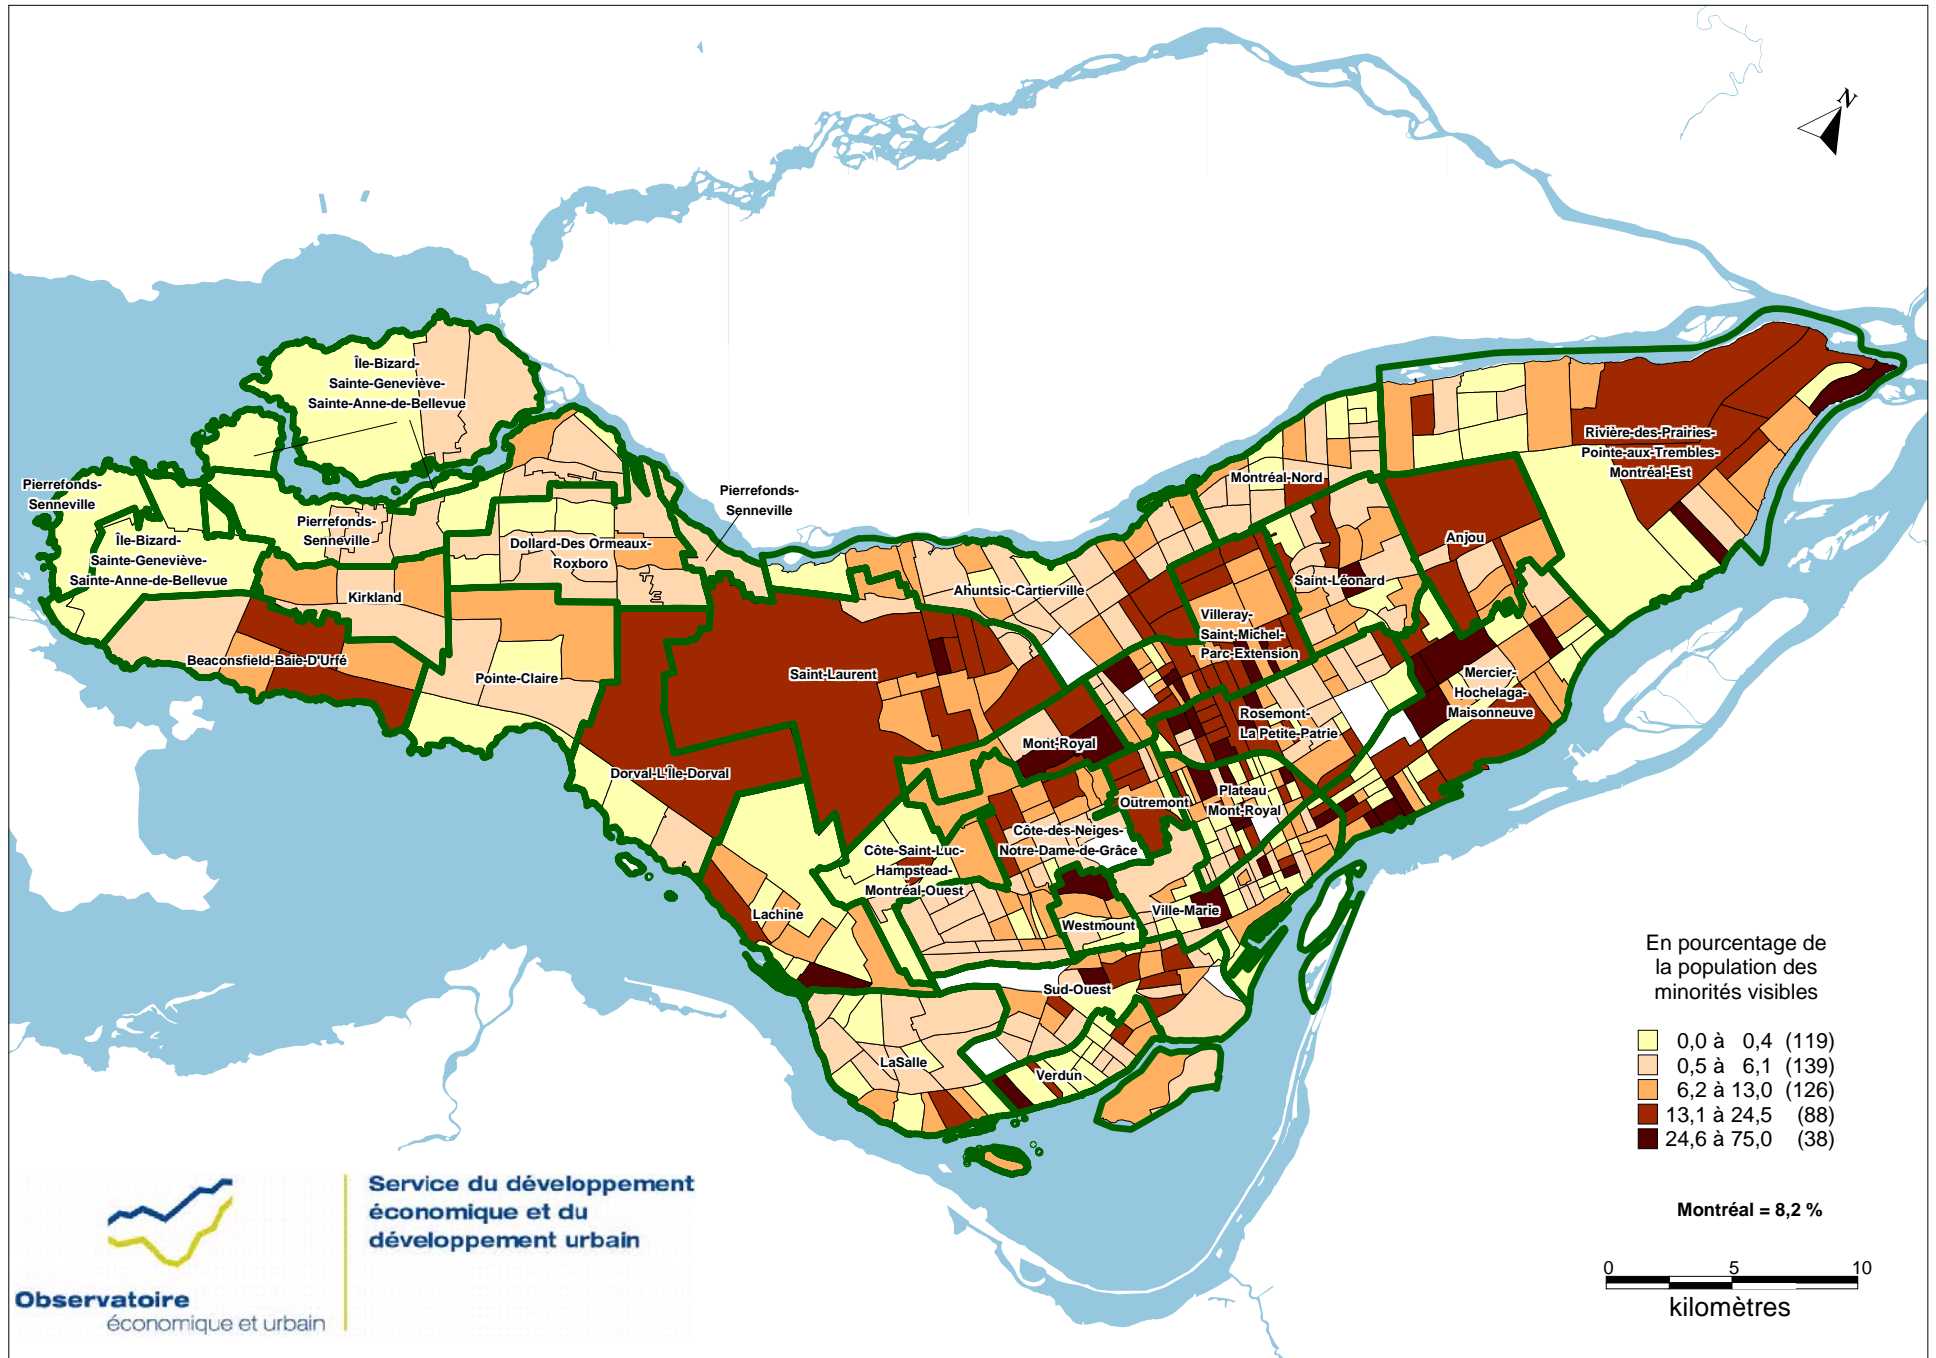 N
Île-Bizard-
Sainte-Geneviève-
Sainte-Anne-de-Bellevue
Pierrefonds-
Senneville
Pierrefonds-
Senneville
Île-Bizard-
Sainte-Geneviève-
Sainte-Anne-de-Bellevue
Pierrefonds-
Senneville
Dollard-Des Ormeaux-
Roxboro
Kirkland
Beaconsfield-Baie-D'Urfé
Pointe-Claire
Dorval-L'Île-Dorval
Saint-Laurent
Ahuntsic-Cartierville
Montréal-Nord
Rivière-des-Prairies-
Pointe-aux-Trembles-
Montréal-Est
Anjou
Saint-Léonard
Villeray-
Saint-Michel-
Parc-Extension
Mercier-
Hochelaga-
Maisonneuve
Rosemont-
La Petite-Patrie
Mont-Royal
Outremont
Plateau
Mont-Royal
Côte-des-Neiges-
Notre-Dame-de-Grâce
Côte-Saint-Luc-
Hampstead-
Montréal-Ouest
Lachine
Westmount
Ville-Marie
Sud-Ouest
LaSalle
Verdun
En pourcentage de
la population des
minorités visibles
0,0 à 0,4 (119)
0,5 à 6,1 (139)
6,2 à 13,0 (126)
13,1 à 24,5 (88)
24,6 à 75,0 (38)
Montréal = 8,2 %
0 5 10
kilomètres
Service du développement
économique et du
développement urbain
Observatoire
économique et urbain